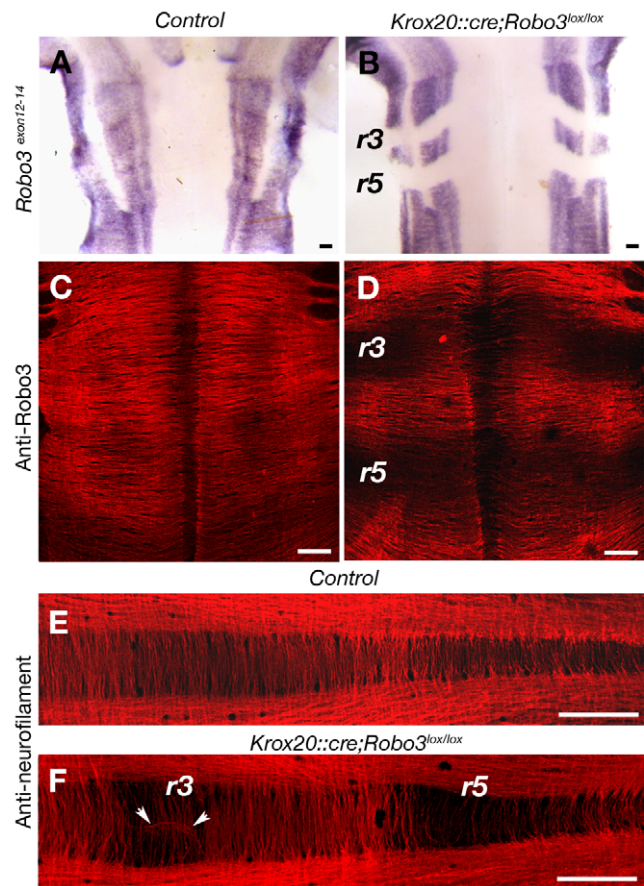 Control
Krox20::cre;Robo3lox/lox
A
B
Robo3 exon12-14
r3
r5
C
D
Anti-Robo3
r3
r5
Control
E
Anti-neurofilament
Krox20::cre;Robo3lox/lox
F
r3
r5